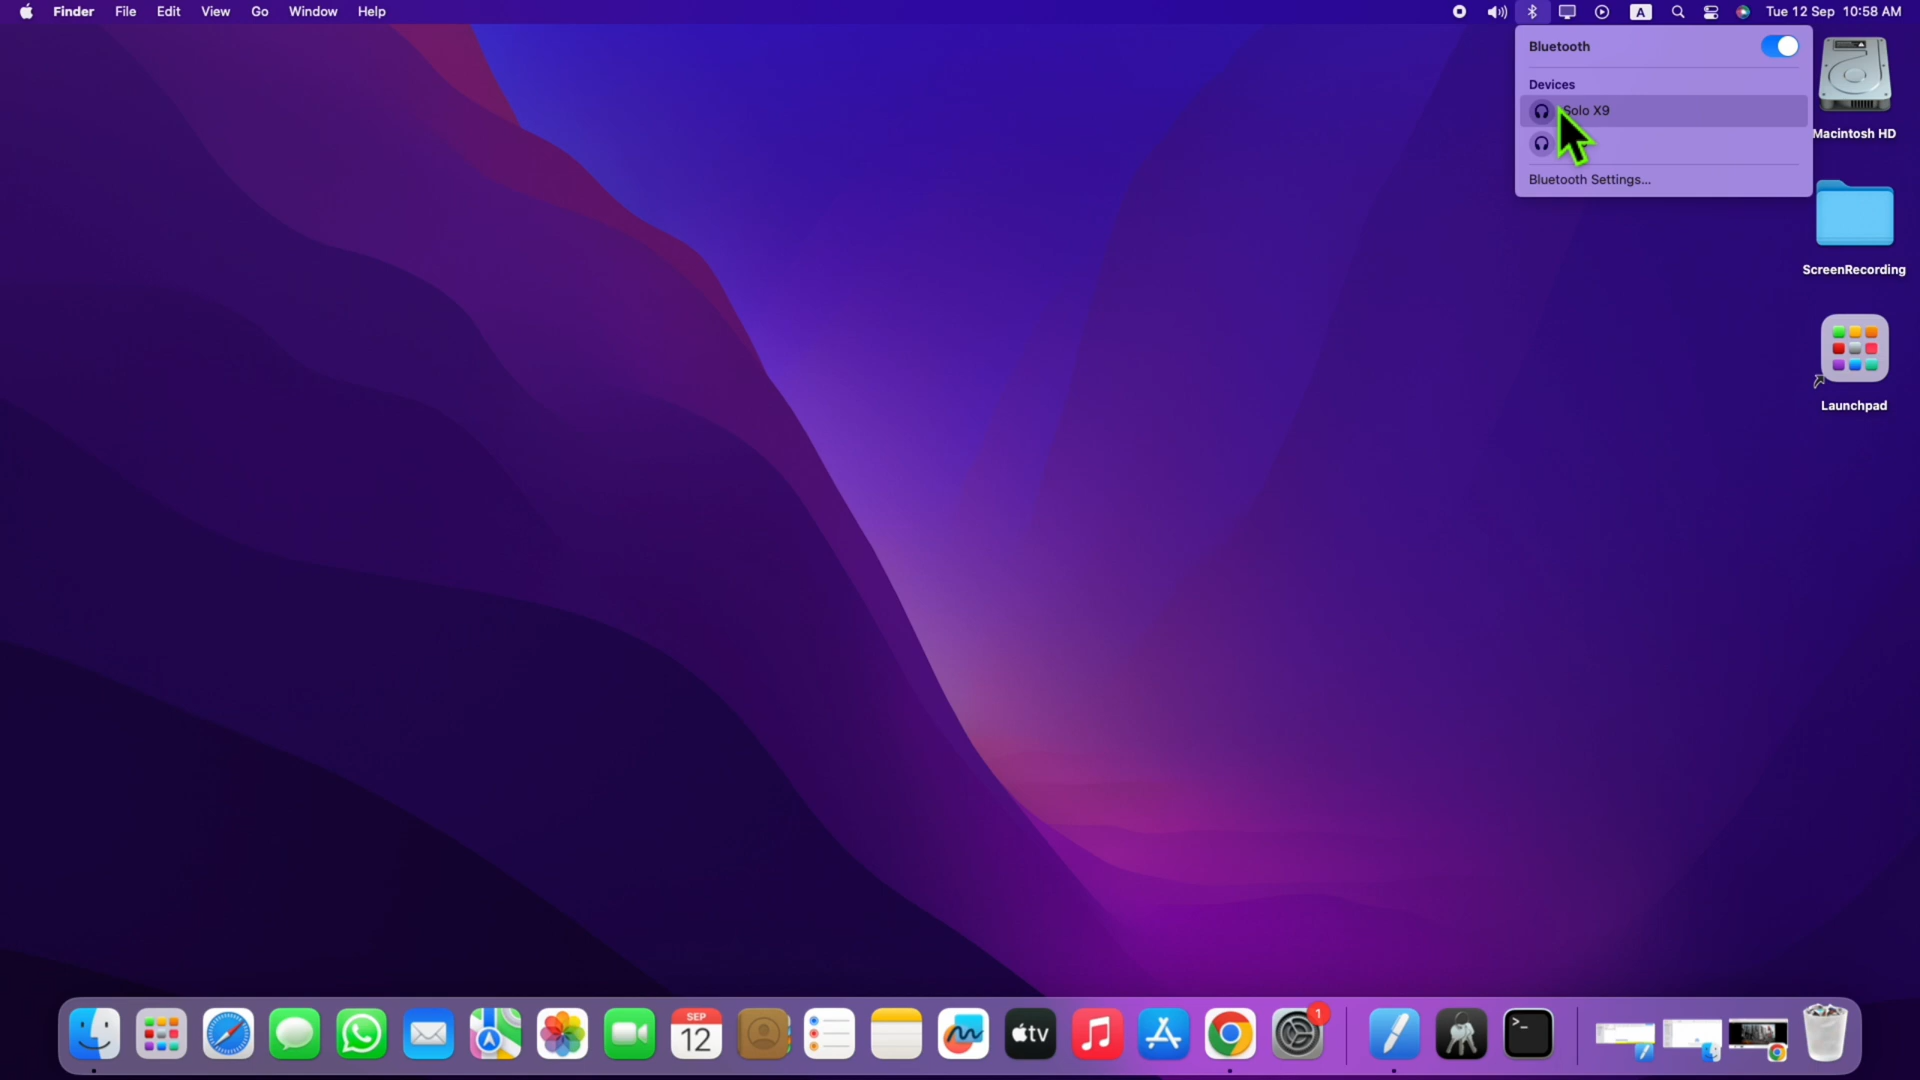 Finder File Edit View Go Window Help
A Tue 12 Sep 10:58 AM
Bluetooth
Devices
Solo X9
Bluetooth Settings...
Macintosh HD
ScreenRecording
Launchpad
SEP
12
tv
1
>_